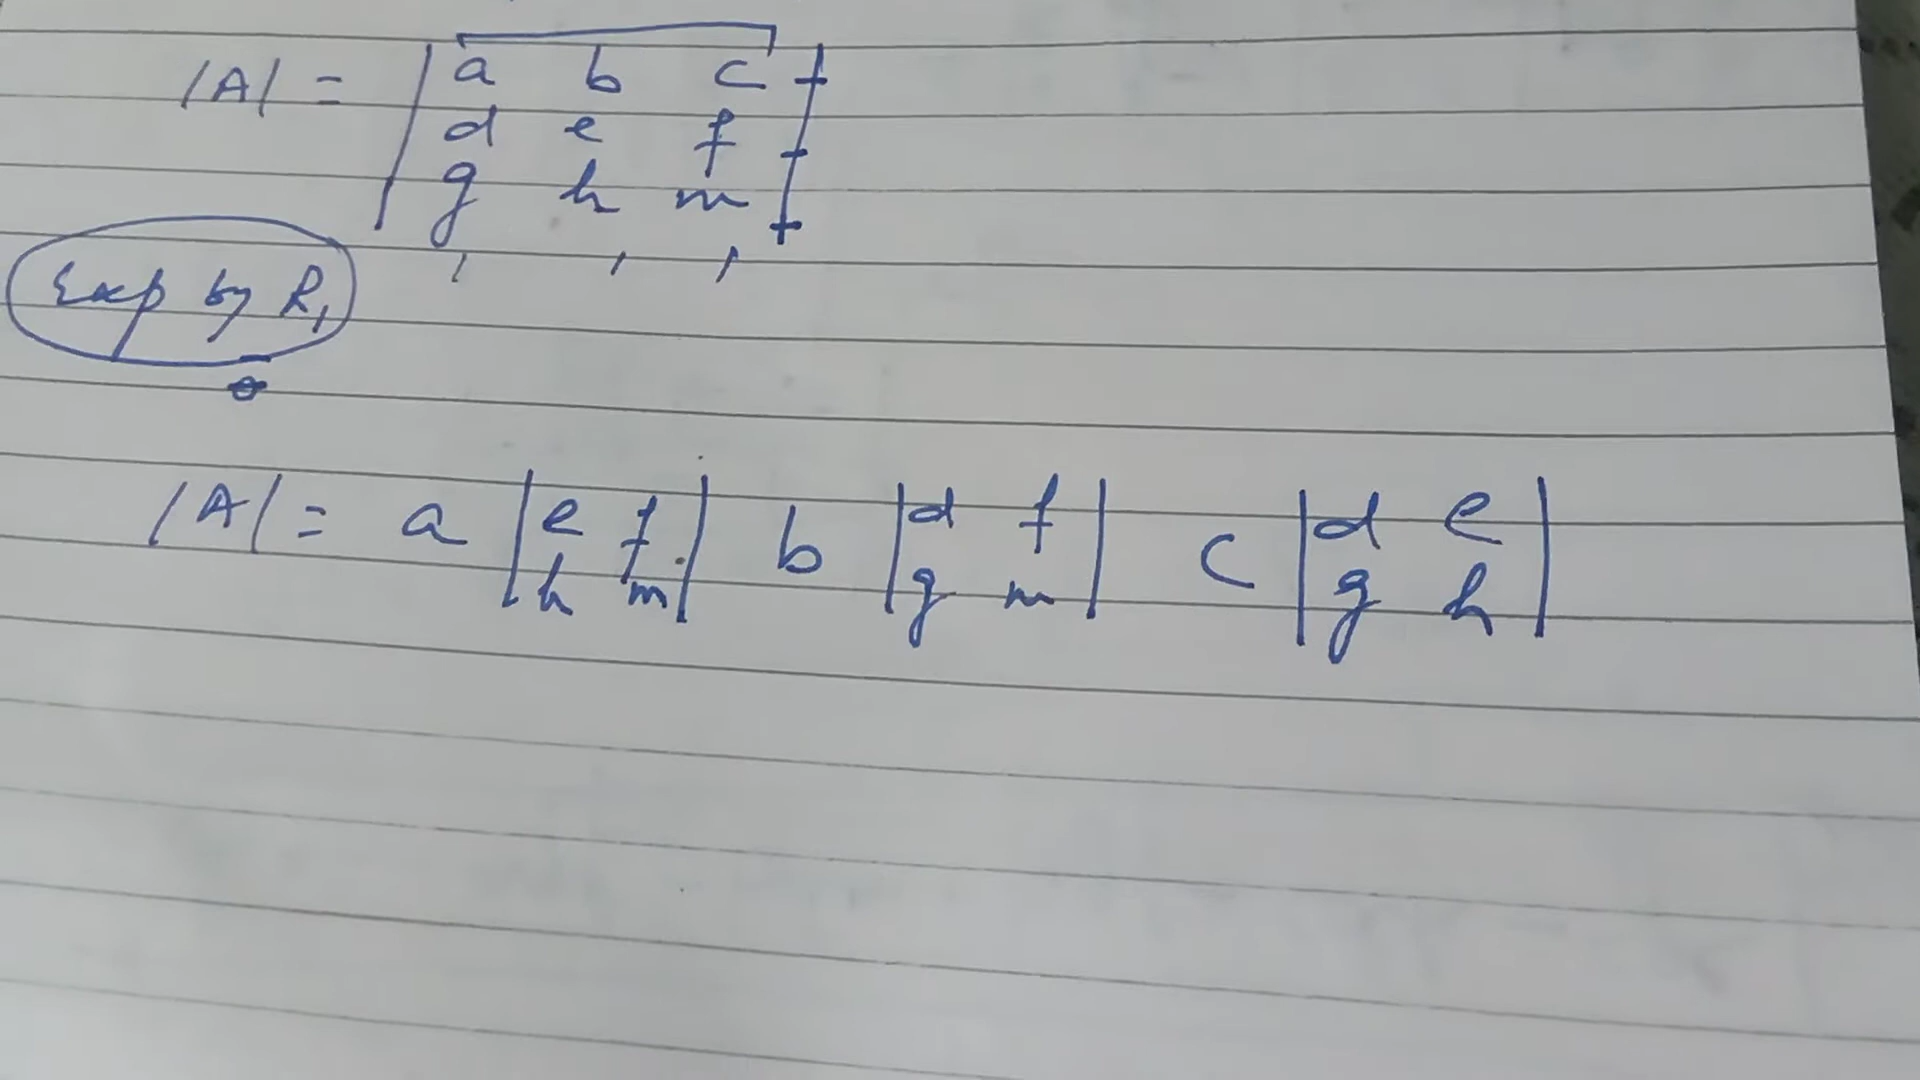 |A| = | a b c |
d e f
g h m
Exp by R1
|A| = a | e f | b | d f | c | d e |
h m g m g h